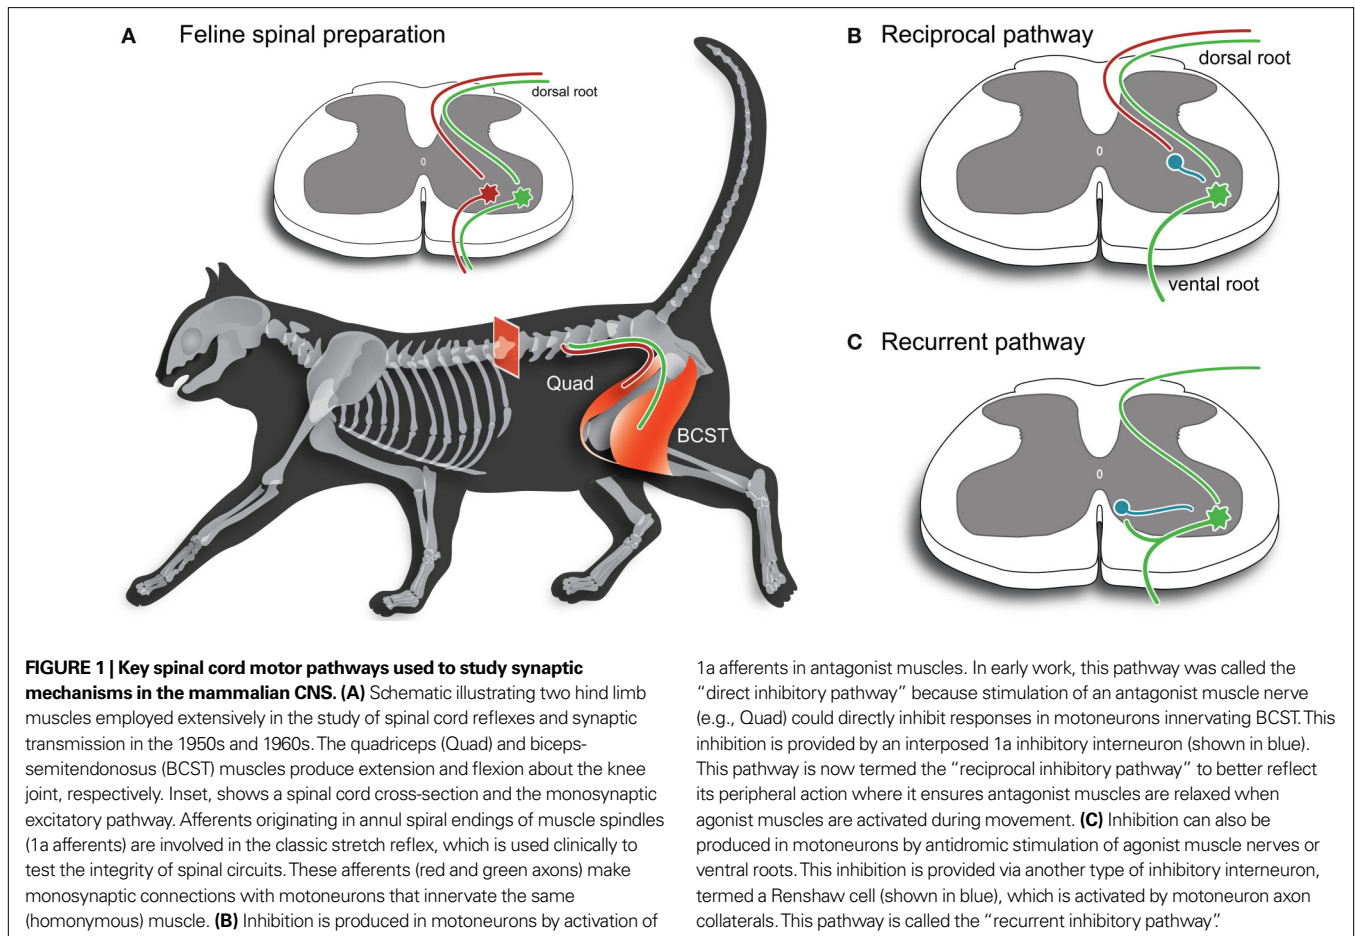 A Feline spinal preparation
dorsal root
Quad
BCST
B Reciprocal pathway
dorsal root
vental root
C Recurrent pathway
FIGURE 1 | Key spinal cord motor pathways used to study synaptic
mechanisms in the mammalian CNS. (A) Schematic illustrating two hind limb
muscles employed extensively in the study of spinal cord reflexes and synaptic
transmission in the 1950s and 1960s. The quadriceps (Quad) and biceps-
semitendonosus (BCST) muscles produce extension and flexion about the knee
joint, respectively. Inset, shows a spinal cord cross-section and the monosynaptic
excitatory pathway. Afferents originating in annul spiral endings of muscle spindles
(1a afferents) are involved in the classic stretch reflex, which is used clinically to
test the integrity of spinal circuits. These afferents (red and green axons) make
monosynaptic connections with motoneurons that innervate the same
(homonymous) muscle. (B) Inhibition is produced in motoneurons by activation of
1a afferents in antagonist muscles. In early work, this pathway was called the
“direct inhibitory pathway” because stimulation of an antagonist muscle nerve
(e.g., Quad) could directly inhibit responses in motoneurons innervating BCST. This
inhibition is provided by an interposed 1a inhibitory interneuron (shown in blue).
This pathway is now termed the “reciprocal inhibitory pathway” to better reflect
its peripheral action where it ensures antagonist muscles are relaxed when
agonist muscles are activated during movement. (C) Inhibition can also be
produced in motoneurons by antidromic stimulation of agonist muscle nerves or
ventral roots. This inhibition is provided via another type of inhibitory interneuron,
termed a Renshaw cell (shown in blue), which is activated by motoneuron axon
collaterals. This pathway is called the “recurrent inhibitory pathway”.